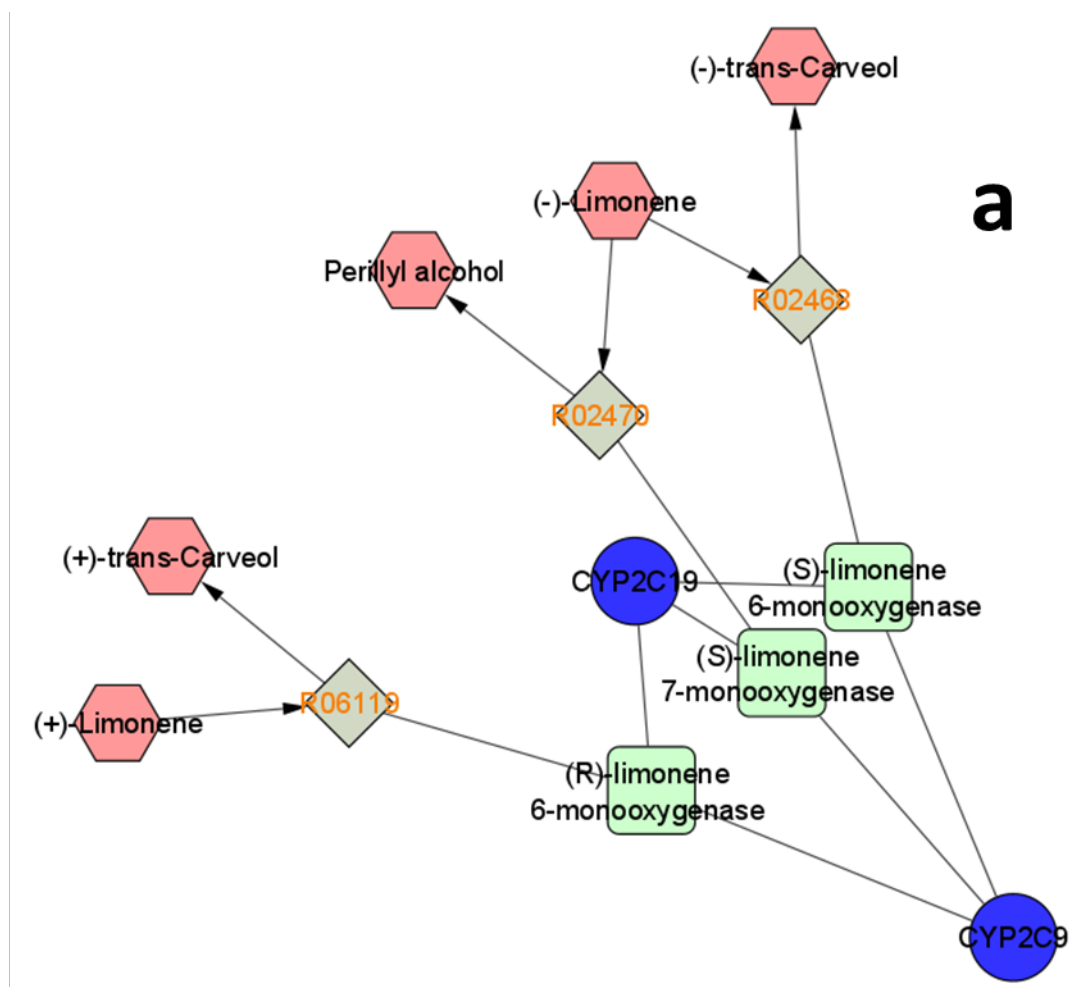 (-)-trans-Carveol
a
(-)-Limonene
Perillyl alcohol
R02468
R02470
(+)-trans-Carveol
CYP2C19
(S)-limonene
6-monooxygenase
(S)-limonene
7-monooxygenase
R06119
(+)-Limonene
(R)-limonene
6-monooxygenase
CYP2C9